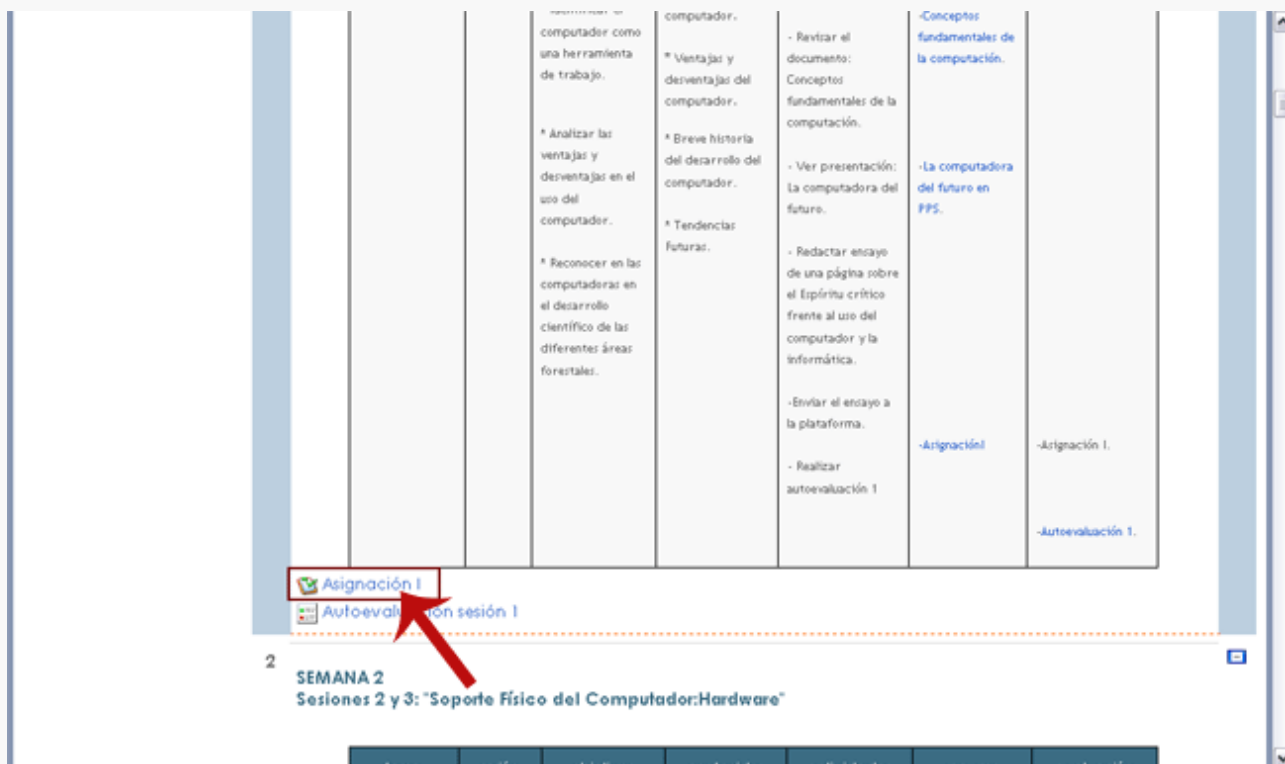 computador como
una herramienta
de trabajo.
* Analizar las
ventajas y
desventajas en el
uso del
computador.
* Reconocer en las
computadoras en
el desarrollo
científico de las
diferentes áreas
forestales.
computador.
* Ventajas y
desventajas del
computador.
* Breve historia
del desarrollo del
computador.
* Tendencias
futuras.
- Revisar el
documento:
Conceptos
fundamentales de la
computación.
- Ver presentación:
La computadora del
futuro.
- Redactar ensayo
de una página sobre
el Espíritu crítico
frente al uso del
computador y la
informática.
-Enviar el ensayo a
la plataforma.
- Realizar
autoevaluación 1
-Conceptos
fundamentales de
la computación.
-La computadora
del futuro en
PPS.
-Asignación1
-Asignación 1.
-Autoevaluación 1.
Asignación 1
Autoevaluación sesión 1
2
SEMANA 2
Sesiones 2 y 3: "Soporte Físico del Computador:Hardware"